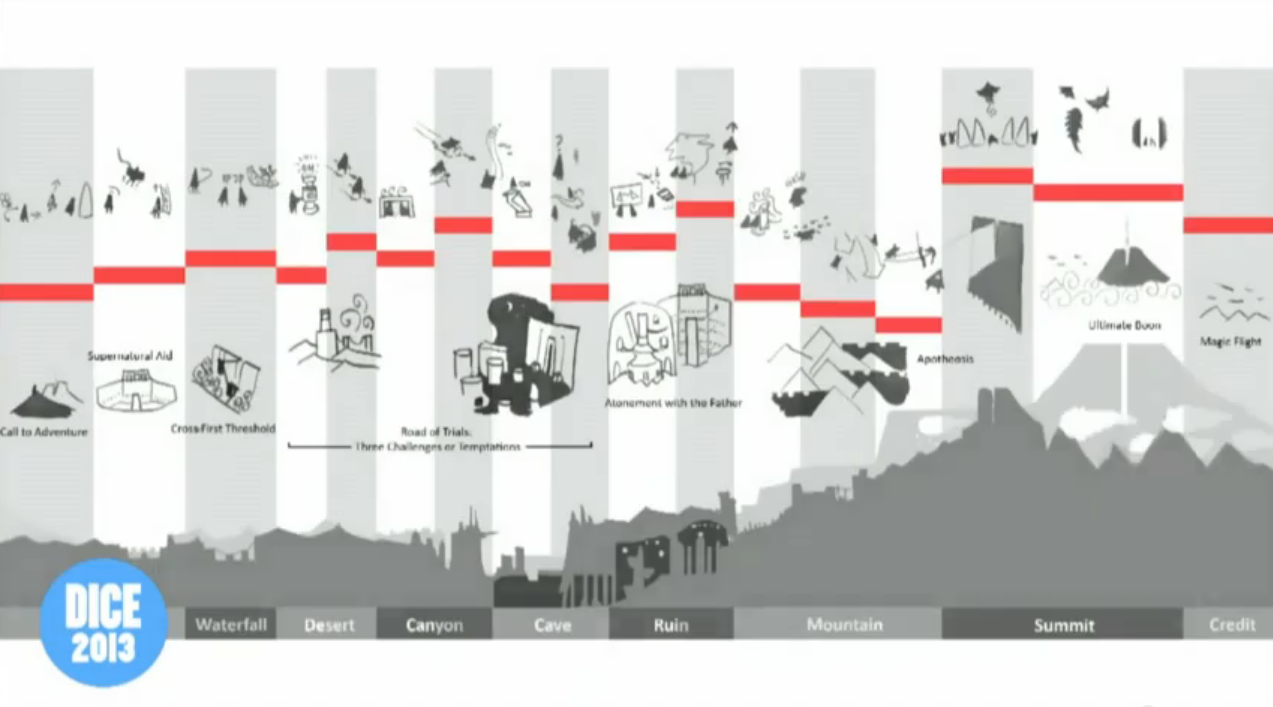 Supernatural Aid
Call to Adventure
Cross First Threshold
Road of Trials:
Three Challenges or Temptations
Atonement with the Father
Apotheosis
Ultimate Boon
Magic Flight
Waterfall
Desert
Canyon
Cave
Ruin
Mountain
Summit
Credit
DICE
2013